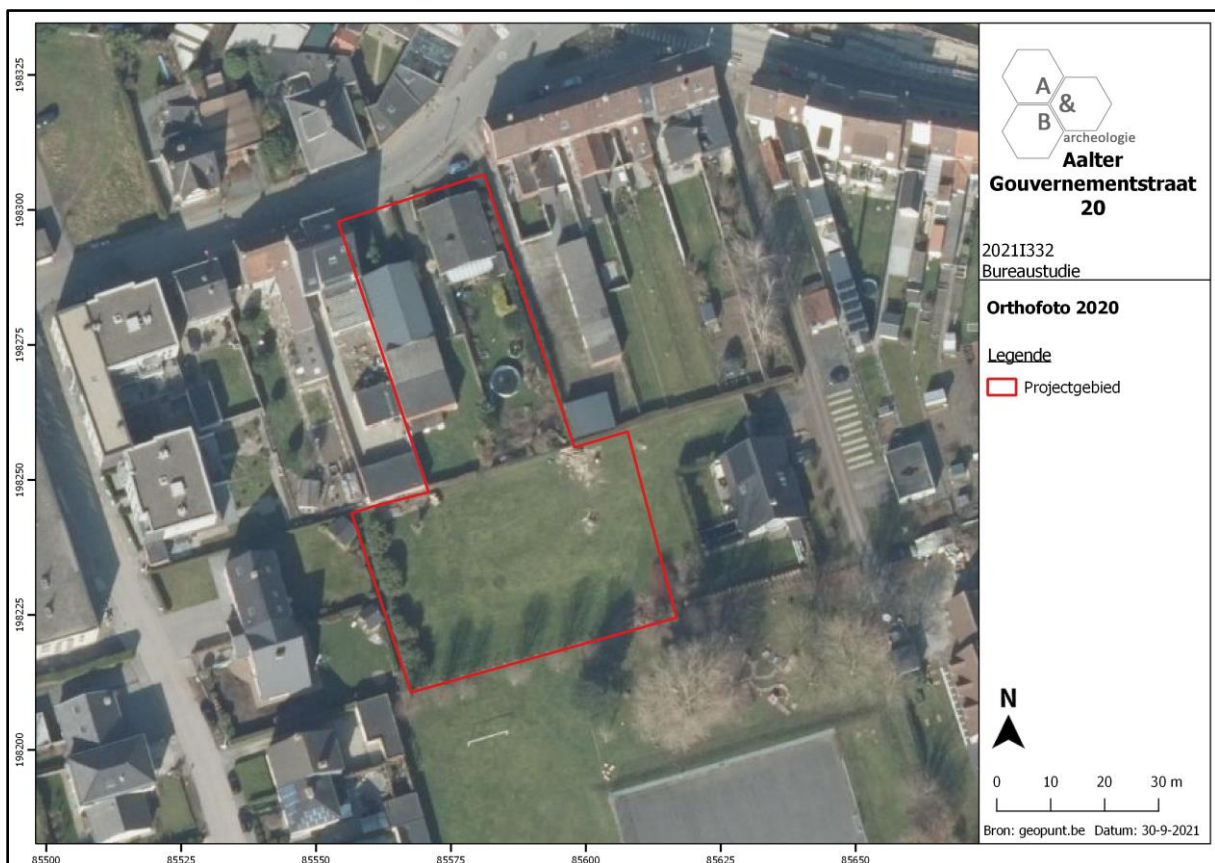 A
&
B
archeologie
Aalter
Gouvernementstraat
20
2021I332
Bureaustudie
Orthofoto 2020
Legende
Projectgebied
N
0 10 20 30 m
Bron: geopunt.be Datum: 30-9-2021
198325
198300
198275
198250
198225
198200
85500 85525 85550 85575 85600 85625 85650